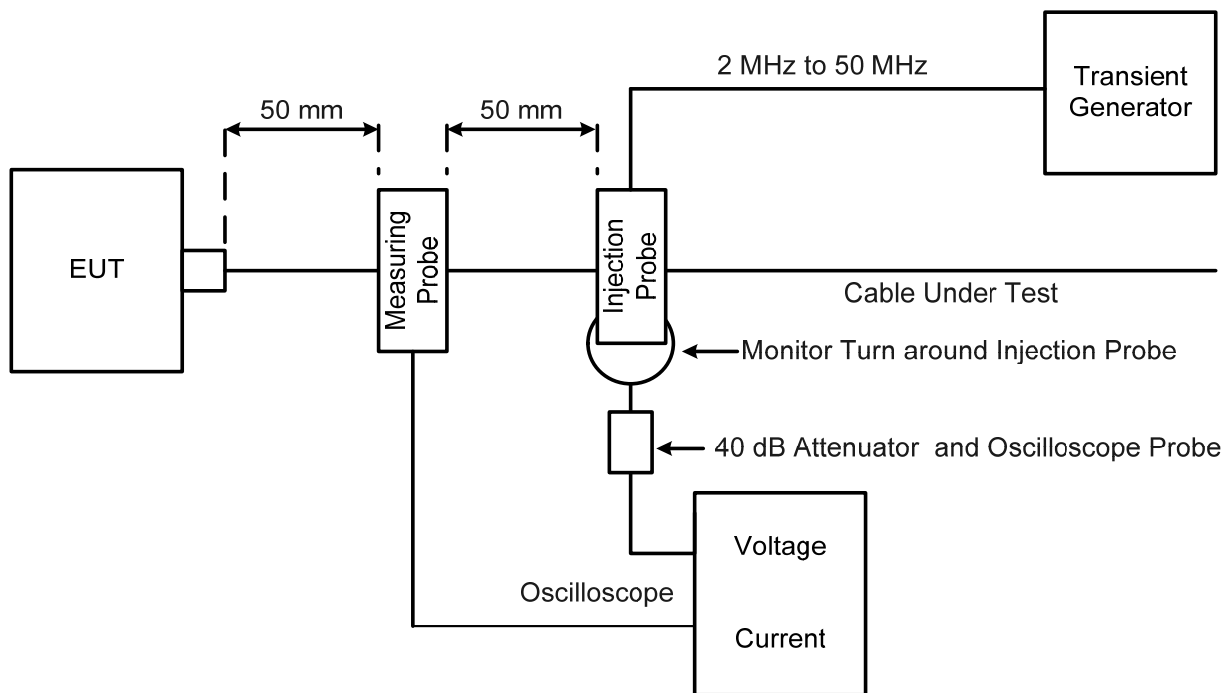 2 MHz to 50 MHz
Transient
Generator
50 mm
50 mm
EUT
Measuring
Probe
Injection
Probe
Cable Under Test
Monitor Turn around Injection Probe
40 dB Attenuator and Oscilloscope Probe
Voltage
Oscilloscope
Current